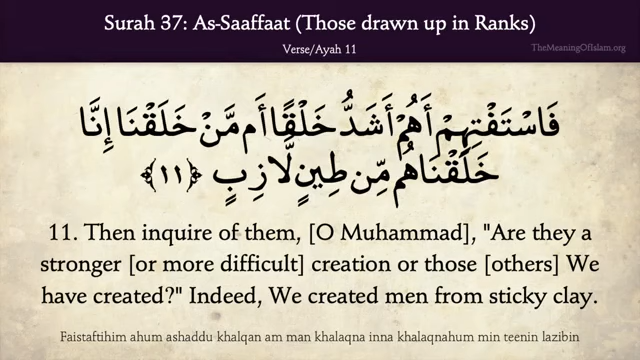 Surah 37: As-Saaffaat (Those drawn up in Ranks)
Verse/Ayah 11
TheMeaningOfIslam.org
فَاسْتَفْتِهِمْ أَهُمْ أَشَدُّ خَلْقًا أَم مَّنْ خَلَقْنَا إِنَّا
خَلَقْنَاهُم مِّن طِينٍ لَّازِبٍ ﴿١١﴾
11. Then inquire of them, [O Muhammad], "Are they a
stronger [or more difficult] creation or those [others] We
have created?" Indeed, We created men from sticky clay.
Faistaftihim ahum ashaddu khalqan am man khalaqna inna khalaqnahum min teenin lazibin